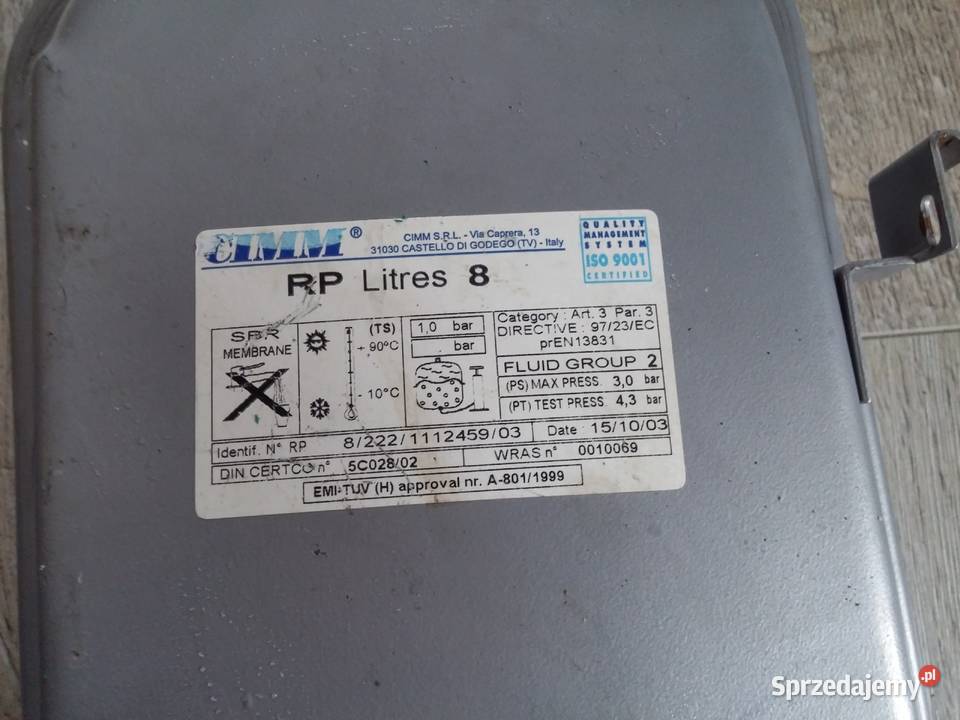 CIMM®
CIMM S.R.L. - Via Caprera, 13
31030 CASTELLO DI GODEGO (TV) - Italy
QUALITY
MANAGEMENT
SYSTEM
ISO 9001
CERTIFIED
RP Litres 8
SBR
MEMBRANE
(TS)
+ 90°C
- 10°C
1,0 bar
bar
Category : Art. 3 Par. 3
DIRECTIVE : 97/23/EC
prEN13831
FLUID GROUP 2
(PS) MAX PRESS. 3,0 bar
(PT) TEST PRESS. 4,3 bar
Identif. N° RP 8/222/1112459/03
Date : 15/10/03
DIN CERTCO n° 5C028/02
WRAS n° 0010069
EMI-TUV (H) approval nr. A-801/1999
Sprzedajemy.pl